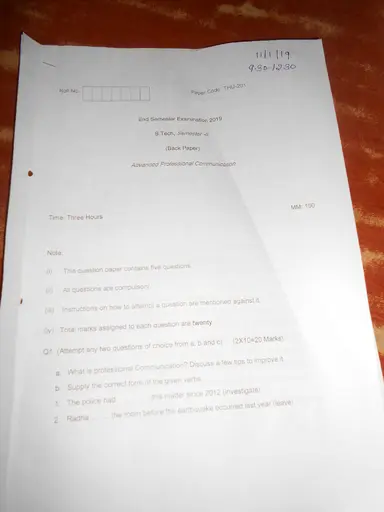 11/1/19
9:30-12:30
Roll NO.
Paper Code: THU-201
End Semester Examination 2019
B.Tech, Semester
(Back Paper)
Advanced Professional Communication
MM: 100
Time: Three Hours
Note:
(i) This question paper contains five questions.
(ii) All questions are compulsory.
(iii) Instructions on how to attempt a question are mentioned against it.
(iv) Total marks assigned to each question are twenty.
Q1. (Attempt any two questions of choice from a, b and c) (2X10=20 Marks)
a. What is professional Communication? Discuss a few tips to improve it.
b. Supply the correct form of the given verbs
1. The police had ...... this matter since 2012 (investigate)
2. Radha ...... the room before the earthquake occurred last year (leave)